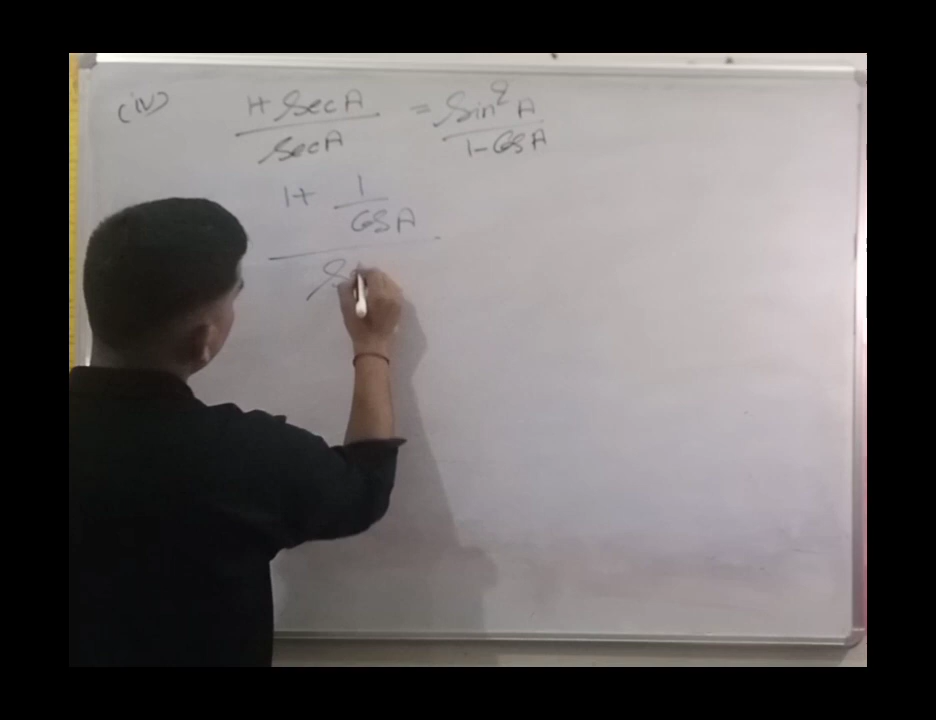 (iv) 1+ secA / secA = Sin²A / 1-CosA
1+ 1 / CosA